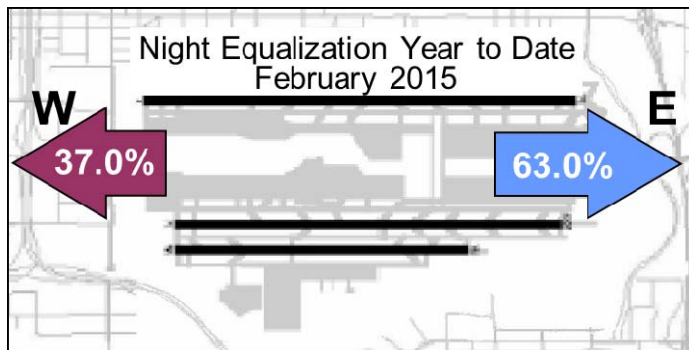 Night Equalization Year to Date
February 2015
W
E
37.0%
63.0%